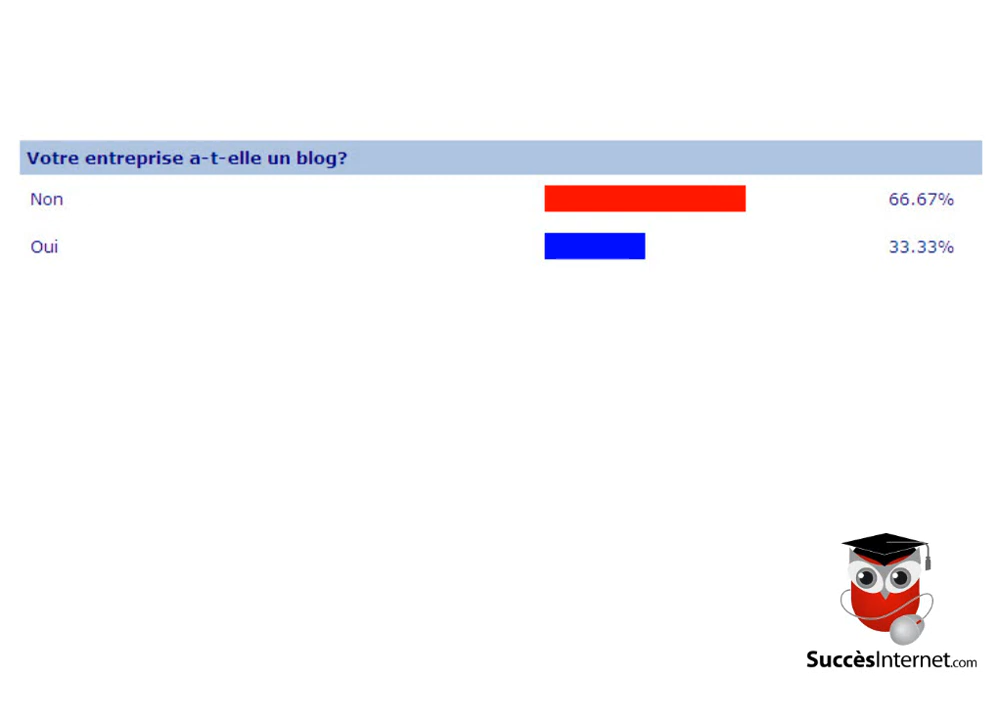 Votre entreprise a-t-elle un blog?
Non 66.67%
Oui 33.33%
SuccèsInternet.com